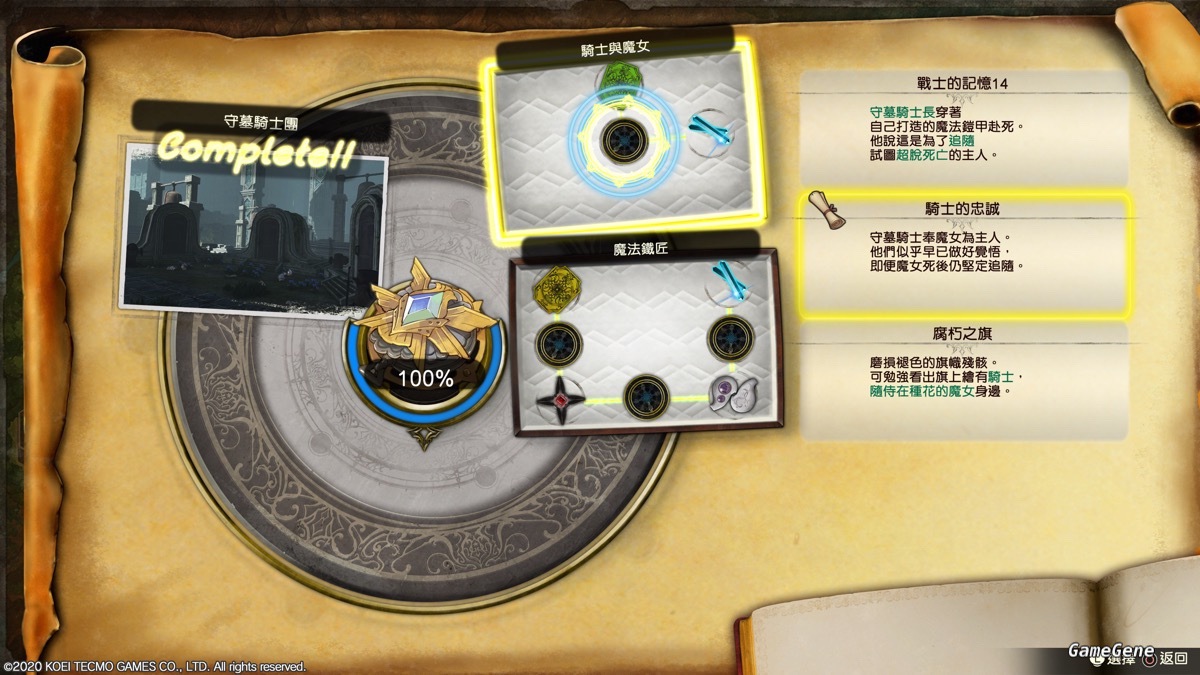 守墓騎士團
Complete!!
100%
騎士與魔女
魔法鐵匠
戰士的記憶14
守墓騎士長穿著
自己打造的魔法鎧甲赴死。
他說這是為了追隨
試圖超脫死亡的主人。
騎士的忠誠
守墓騎士奉魔女為主人。
他們似乎早已做好覺悟，
即便魔女死後仍堅定追隨。
腐朽之旗
磨損褪色的旗幟殘骸。
可勉強看出旗上繪有騎士，
隨侍在種花的魔女身邊。
©2020 KOEI TECMO GAMES CO., LTD. All rights reserved.
GameGene
L 選擇 返回